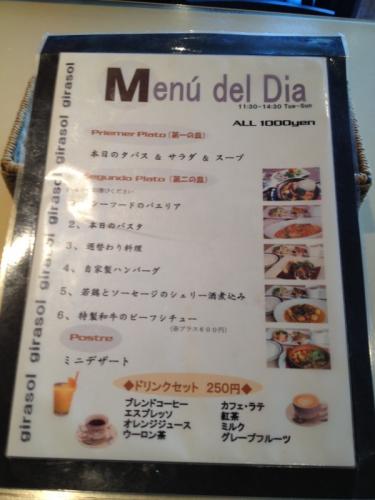 Menú del Dia
11:30-14:30 Tue-Sun
ALL 1000yen
Priemer Plato (第一の皿)
本日のタパス & サラダ & スープ
Segundo Plato (第二の皿)
シーフードのパエリア
2、本日のパスタ
3、週替わり料理
4、自家製ハンバーグ
5、若鶏とソーセージのシェリー酒煮込み
6、特製和牛のビーフシチュー
(※プラス600円)
Postre
ミニデザート
◆ドリンクセット 250円◆
ブレンドコーヒー
エスプレッソ
オレンジジュース
ウーロン茶
カフェ・ラテ
紅茶
ミルク
グレープフルーツ
girasol girasol girasol girasol girasol girasol